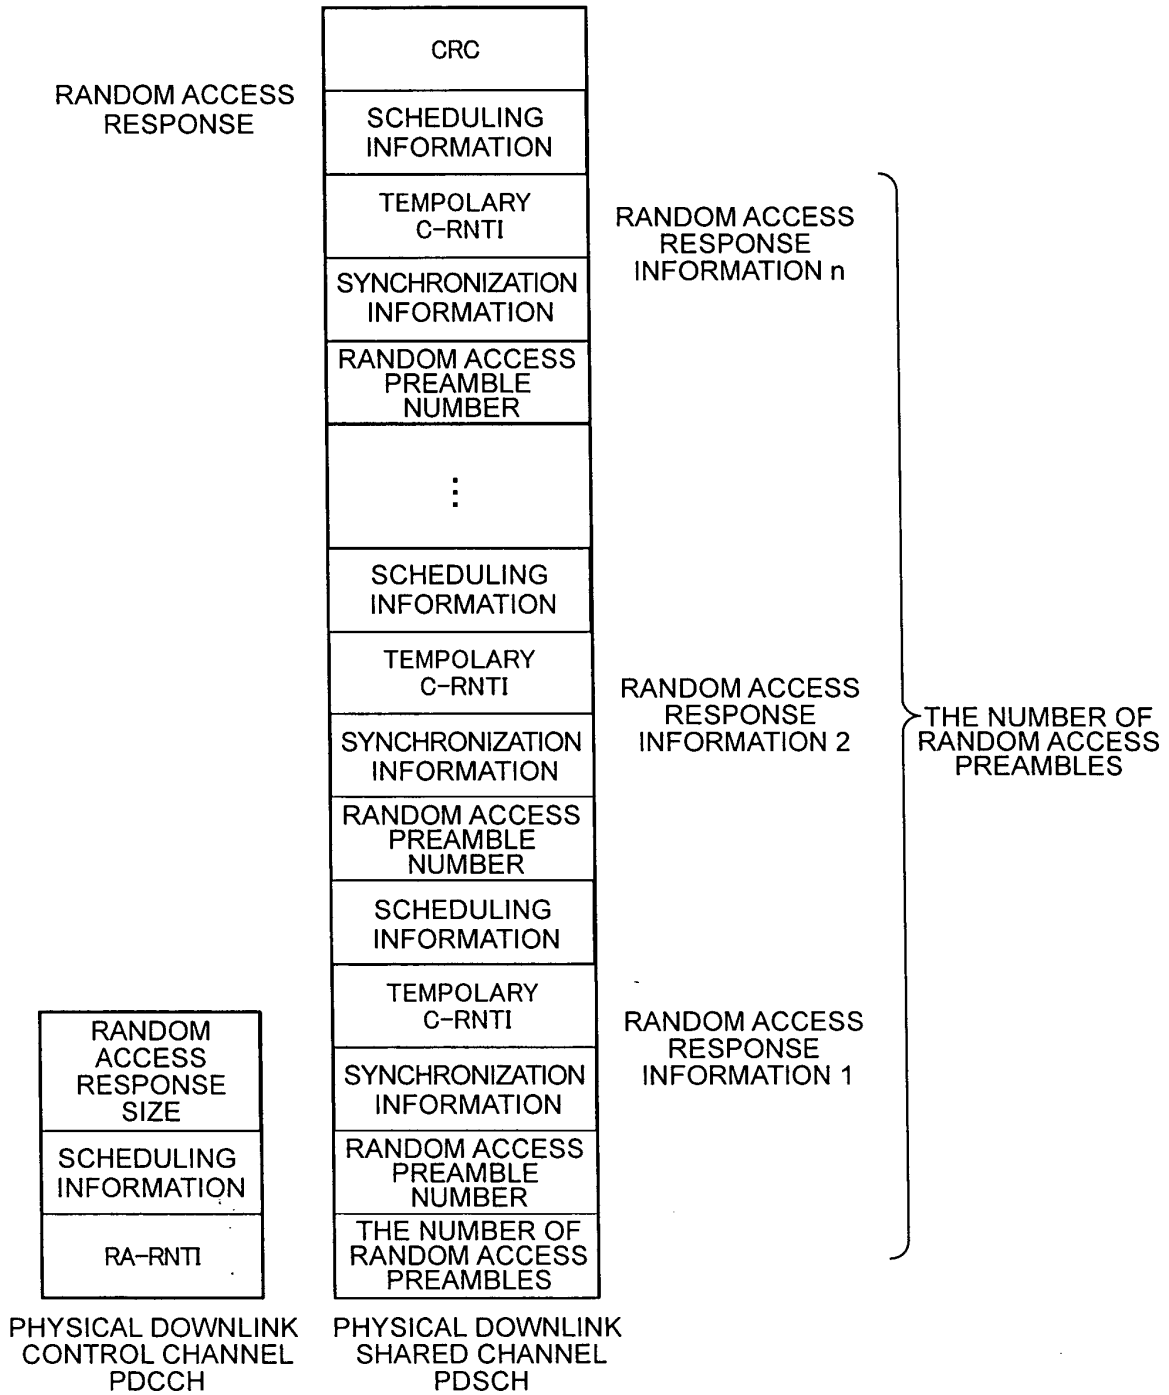 CRC
RANDOM ACCESS
RESPONSE
SCHEDULING
INFORMATION
TEMPOLARY
C-RNTI
RANDOM ACCESS
RESPONSE
INFORMATION n
SYNCHRONIZATION
INFORMATION
RANDOM ACCESS
PREAMBLE
NUMBER
⋮
SCHEDULING
INFORMATION
TEMPOLARY
C-RNTI
RANDOM ACCESS
RESPONSE
INFORMATION 2
THE NUMBER OF
RANDOM ACCESS
PREAMBLES
SYNCHRONIZATION
INFORMATION
RANDOM ACCESS
PREAMBLE
NUMBER
SCHEDULING
INFORMATION
TEMPOLARY
C-RNTI
RANDOM ACCESS
RESPONSE
INFORMATION 1
SYNCHRONIZATION
INFORMATION
RANDOM ACCESS
PREAMBLE
NUMBER
THE NUMBER OF
RANDOM ACCESS
PREAMBLES
RANDOM
ACCESS
RESPONSE
SIZE
SCHEDULING
INFORMATION
RA-RNTI
PHYSICAL DOWNLINK
CONTROL CHANNEL
PDCCH
PHYSICAL DOWNLINK
SHARED CHANNEL
PDSCH